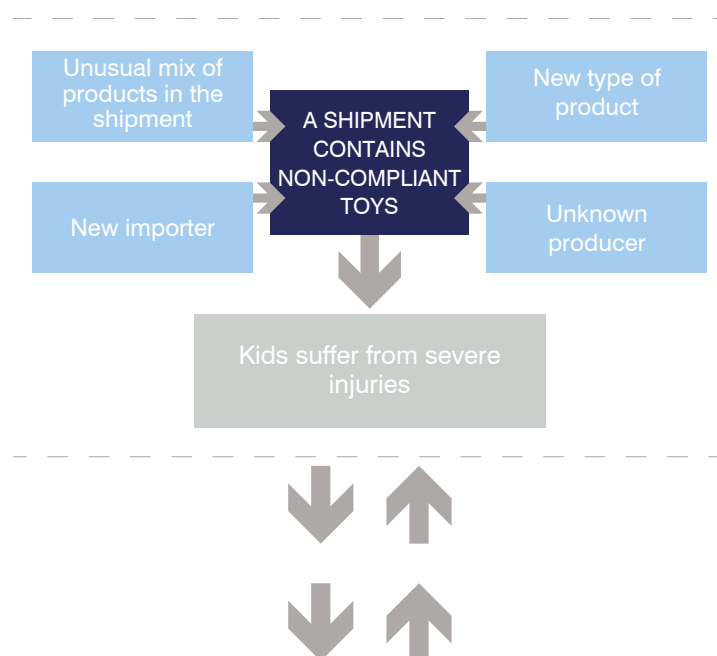 Unusual mix of
products in the
shipment
New type of
product
A SHIPMENT
CONTAINS
NON-COMPLIANT
TOYS
New importer
Unknown
producer
Kids suffer from severe
injuries